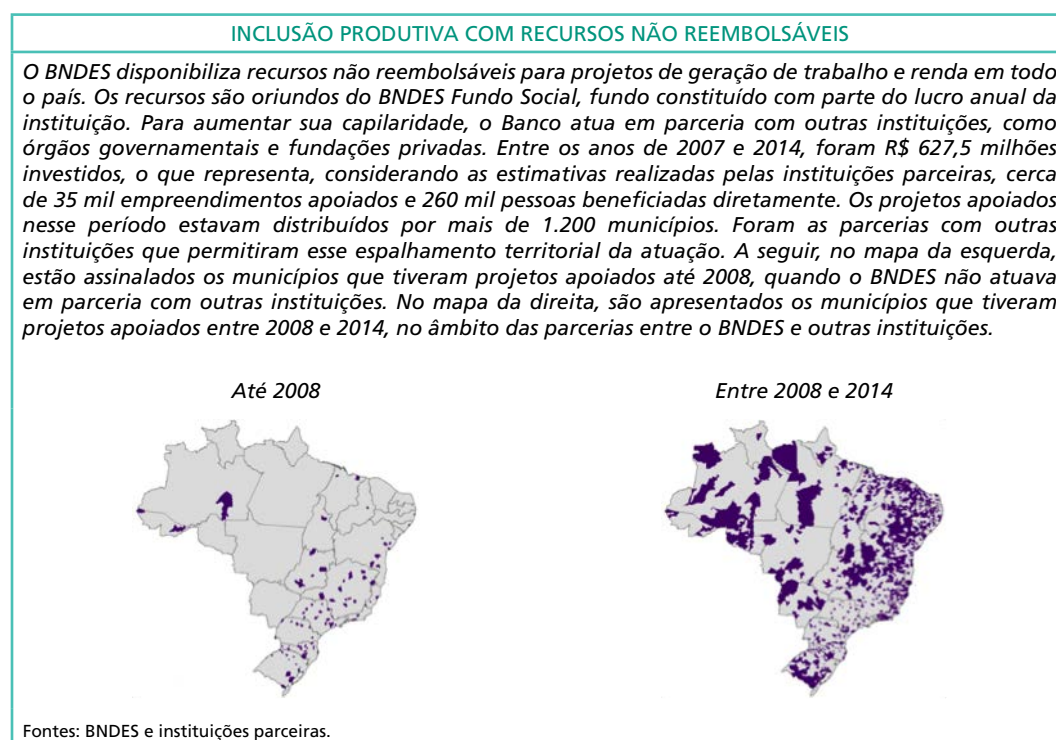 INCLUSÃO PRODUTIVA COM RECURSOS NÃO REEMBOLSÁVEIS
O BNDES disponibiliza recursos não reembolsáveis para projetos de geração de trabalho e renda em todo
o país. Os recursos são oriundos do BNDES Fundo Social, fundo constituído com parte do lucro anual da
instituição. Para aumentar sua capilaridade, o Banco atua em parceria com outras instituições, como
órgãos governamentais e fundações privadas. Entre os anos de 2007 e 2014, foram R$ 627,5 milhões
investidos, o que representa, considerando as estimativas realizadas pelas instituições parceiras, cerca
de 35 mil empreendimentos apoiados e 260 mil pessoas beneficiadas diretamente. Os projetos apoiados
nesse período estavam distribuídos por mais de 1.200 municípios. Foram as parcerias com outras
instituições que permitiram esse espalhamento territorial da atuação. A seguir, no mapa da esquerda,
estão assinalados os municípios que tiveram projetos apoiados até 2008, quando o BNDES não atuava
em parceria com outras instituições. No mapa da direita, são apresentados os municípios que tiveram
projetos apoiados entre 2008 e 2014, no âmbito das parcerias entre o BNDES e outras instituições.
Até 2008
Entre 2008 e 2014
Fontes: BNDES e instituições parceiras.